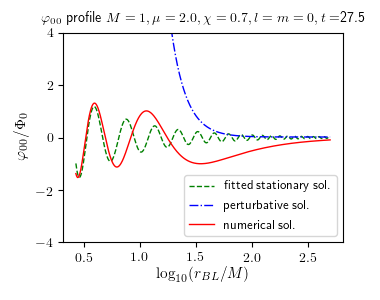 φ₀₀ profile M = 1, μ = 2.0, χ = 0.7, l = m = 0, t =27.5
φ₀₀/Φ₀
4
2
0
−2
−4
fitted stationary sol.
perturbative sol.
numerical sol.
0.5 1.0 1.5 2.0 2.5
log₁₀(r_BL/M)